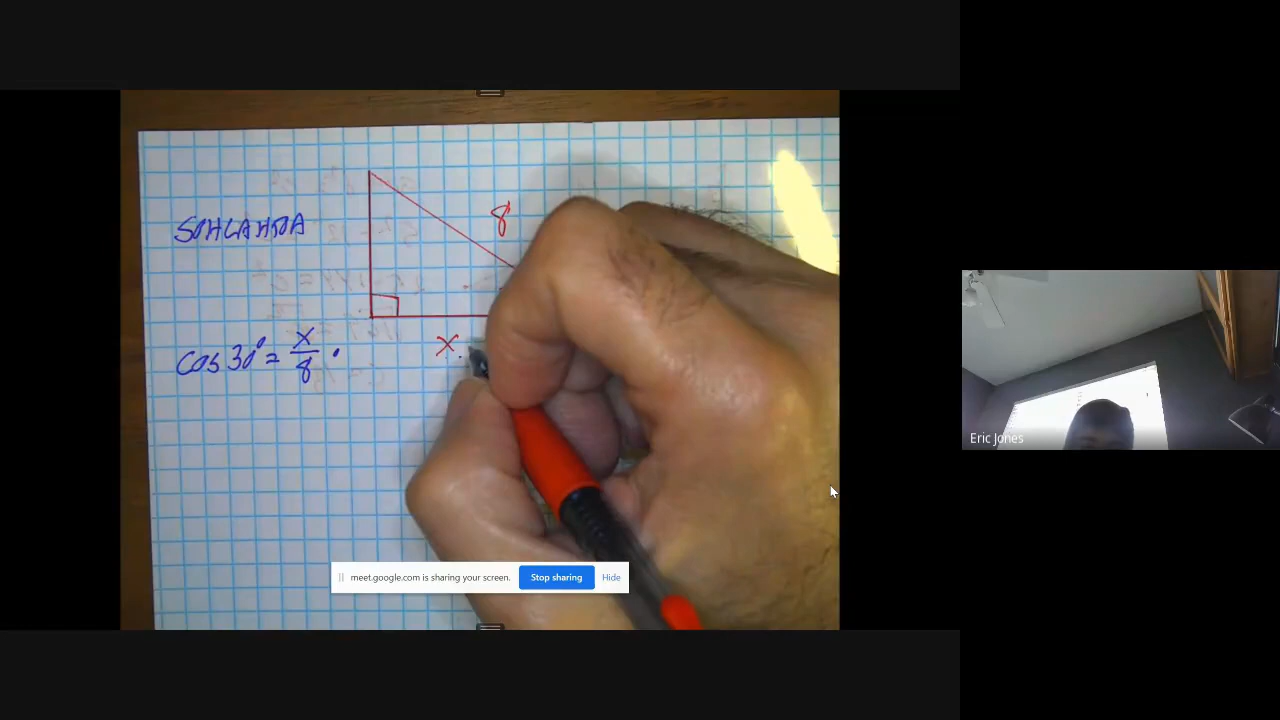 8
SOHCAHTOA
cos 30° = x/8 .
x
Eric Jones
meet.google.com is sharing your screen. Stop sharing Hide